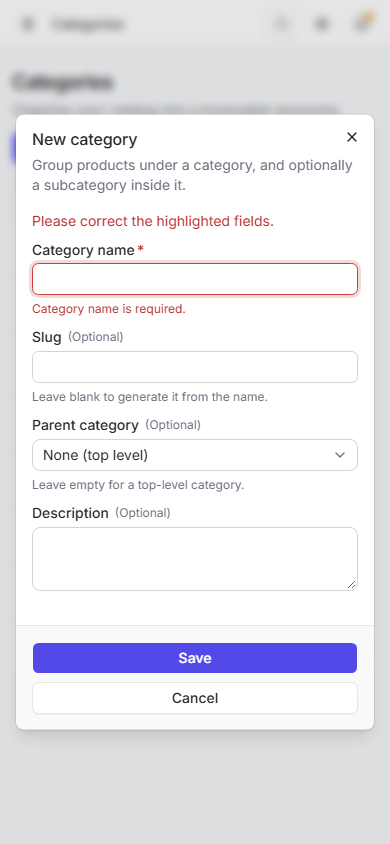 Categories
Categories
New category
Group products under a category, and optionally
a subcategory inside it.
Please correct the highlighted fields.
Category name*
Category name is required.
Slug (Optional)
Leave blank to generate it from the name.
Parent category (Optional)
None (top level)
Leave empty for a top-level category.
Description (Optional)
Save
Cancel